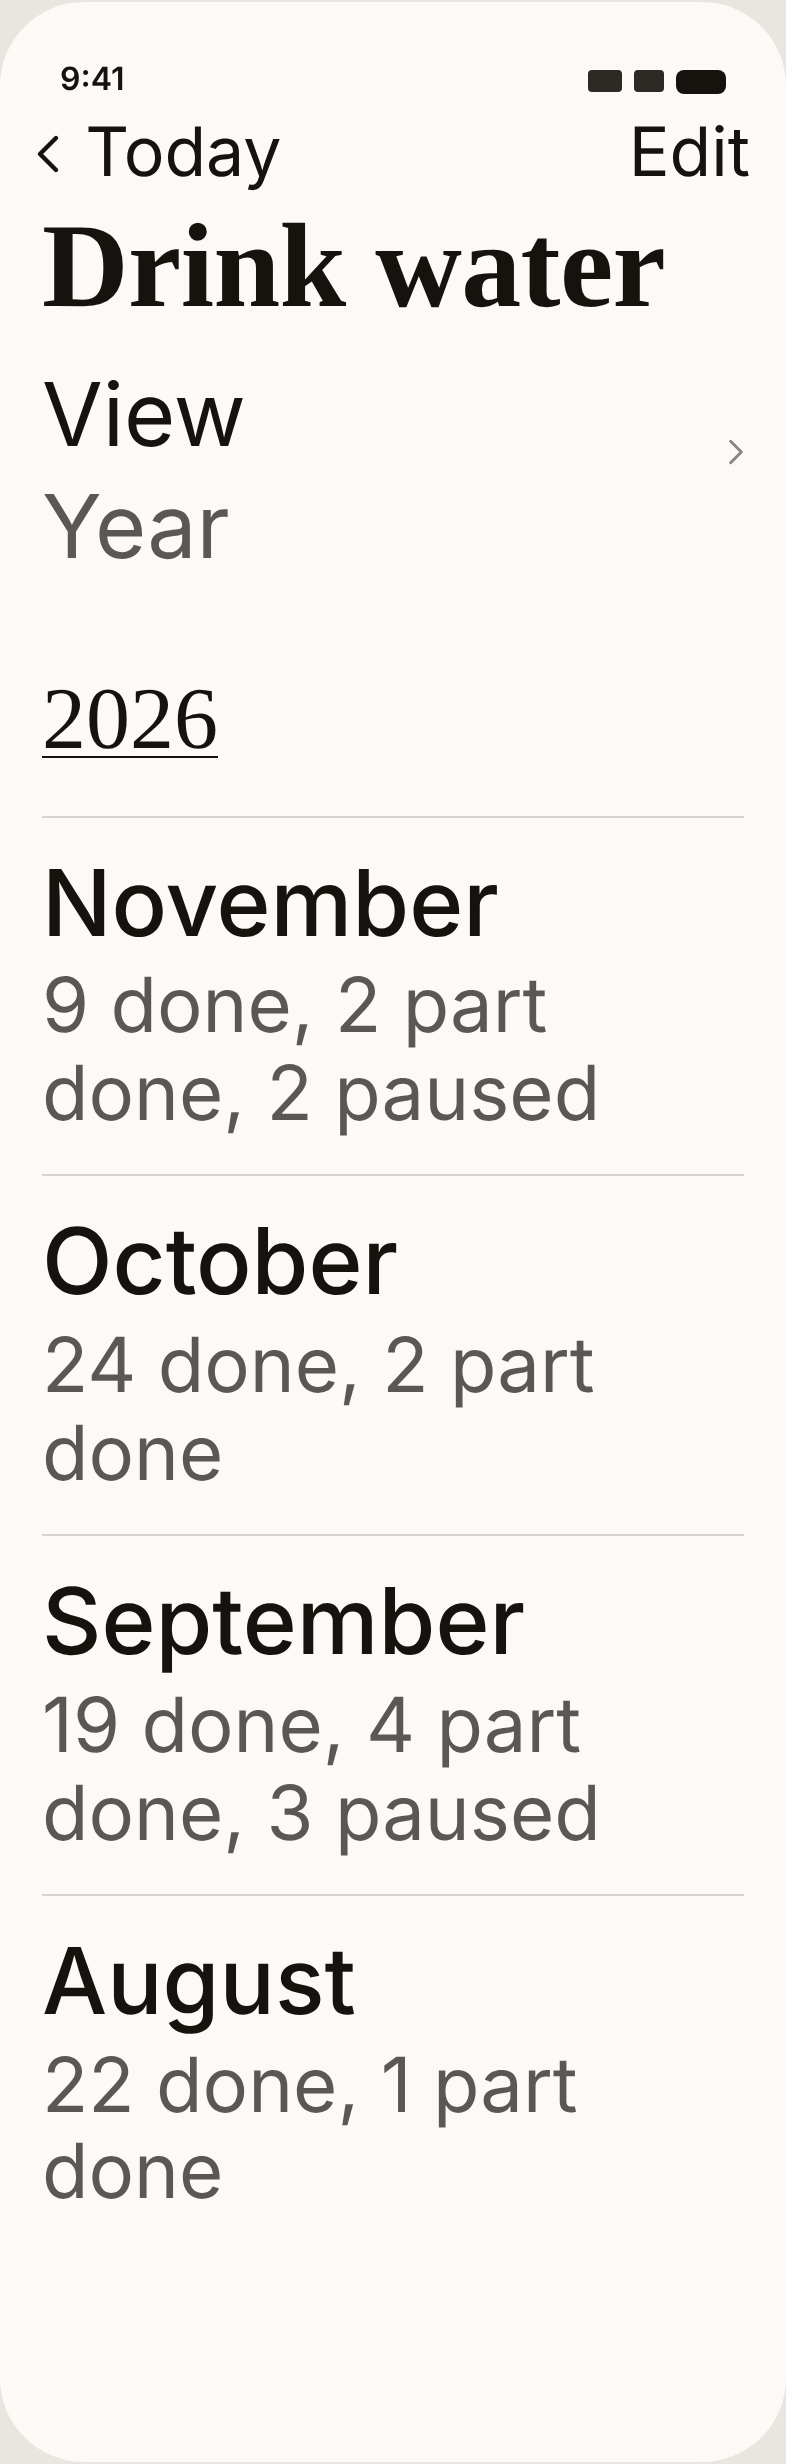 9:41
Today Edit
Drink water
View
Year
2026
November
9 done, 2 part
done, 2 paused
October
24 done, 2 part
done
September
19 done, 4 part
done, 3 paused
August
22 done, 1 part
done